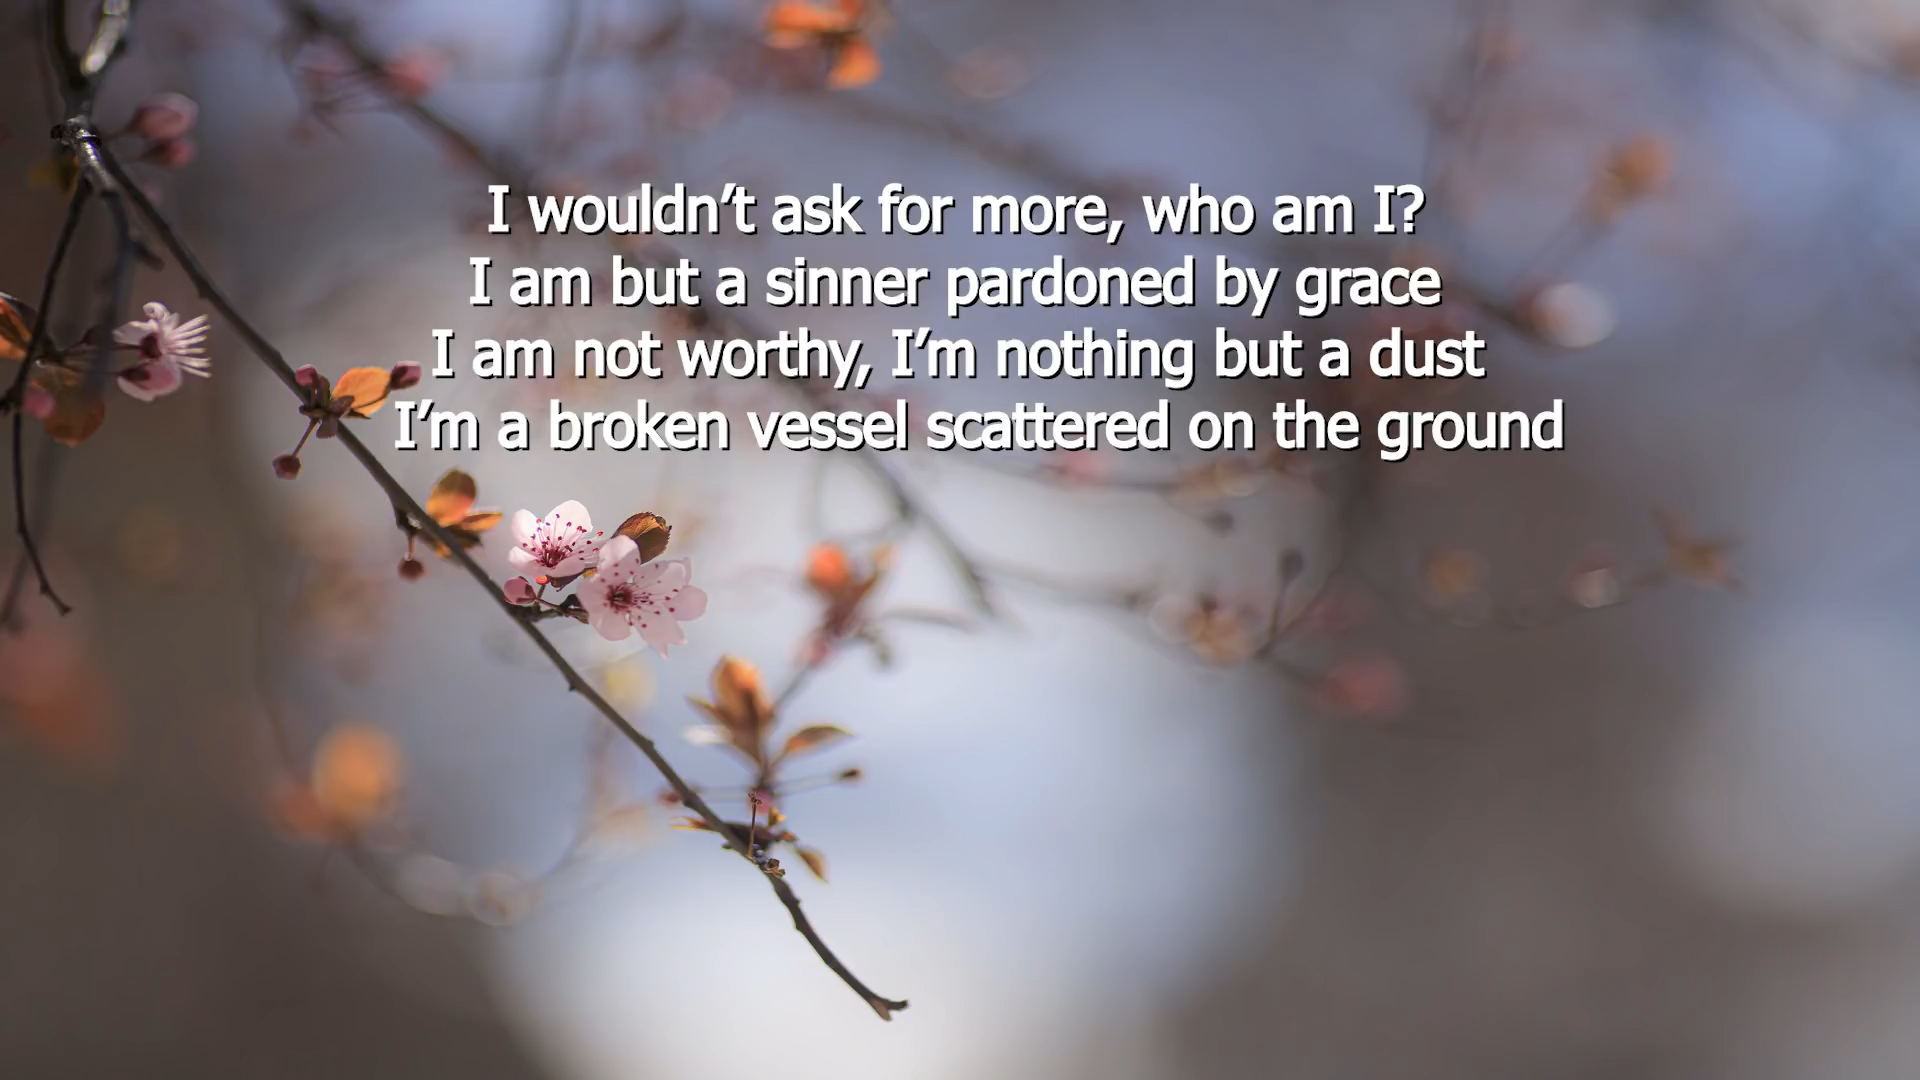 I wouldn’t ask for more, who am I?
I am but a sinner pardoned by grace
I am not worthy, I’m nothing but a dust
I’m a broken vessel scattered on the ground